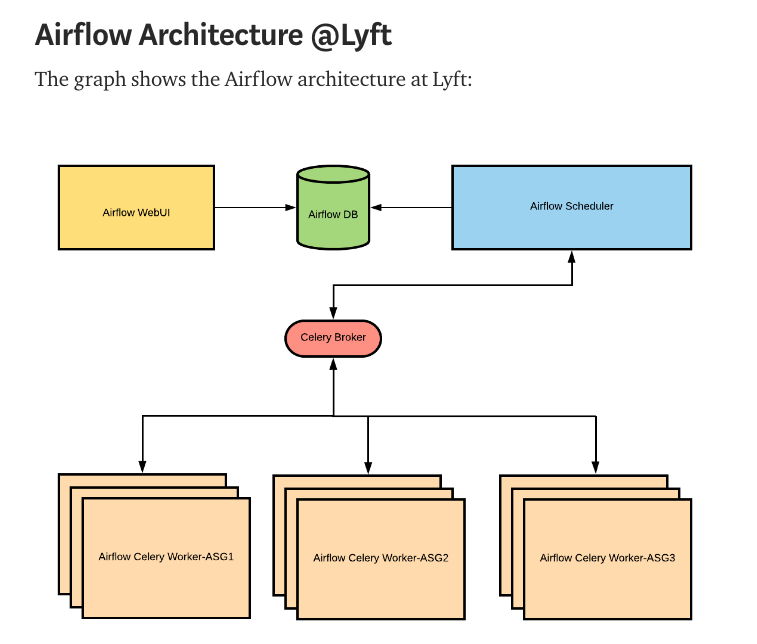 Airflow Architecture @Lyft
The graph shows the Airflow architecture at Lyft:
Airflow WebUI
Airflow DB
Airflow Scheduler
Celery Broker
Airflow Celery Worker-ASG1
Airflow Celery Worker-ASG2
Airflow Celery Worker-ASG3